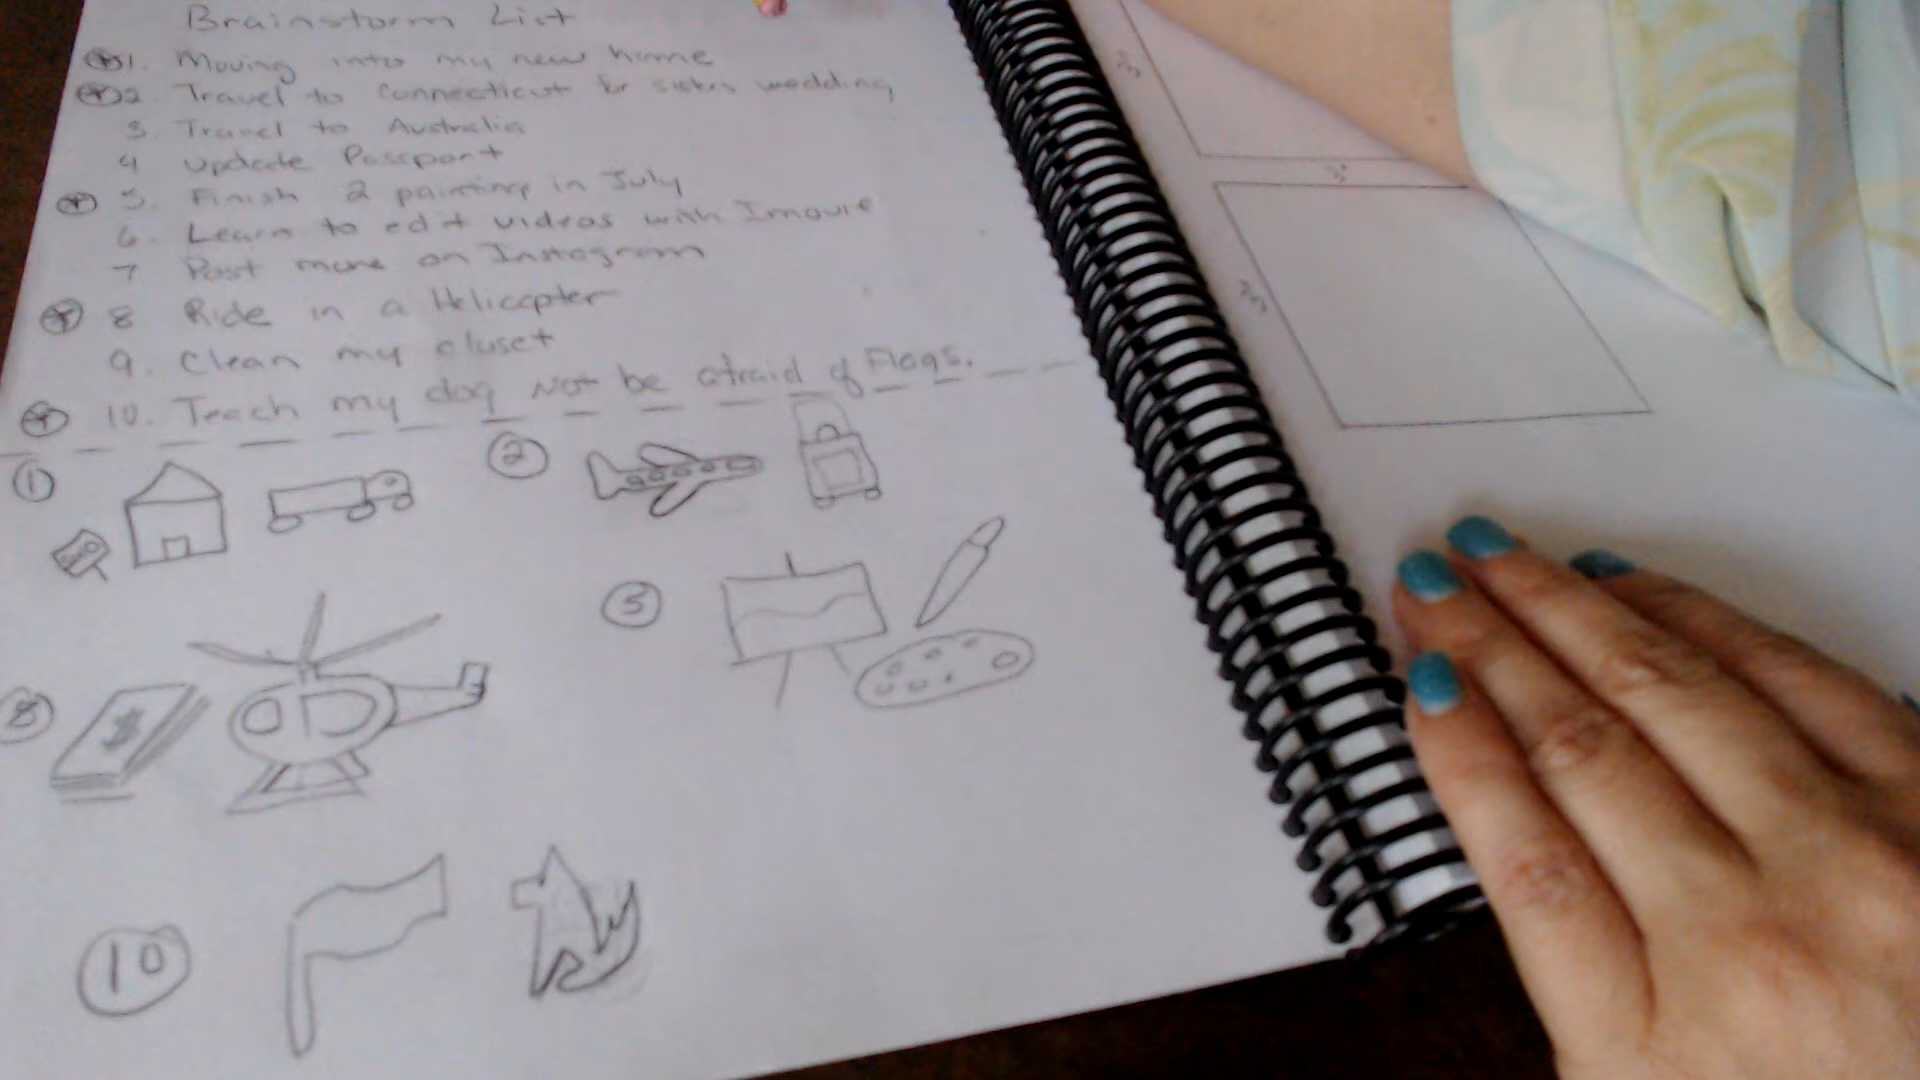 Brainstorm List
1. Moving into my new home
2 Travel to Connecticut for sisters wedding
3. Travel to Australia
4 update Passport
5. Finish 2 paintings in July
6. Learn to edit videos with Imovie
7 Post more on Instagram
8 Ride in a Helicopter
9. Clean my closet
10. Teach my dog Not be afraid of Flags.
1
2
SOLD
5
8
$
10